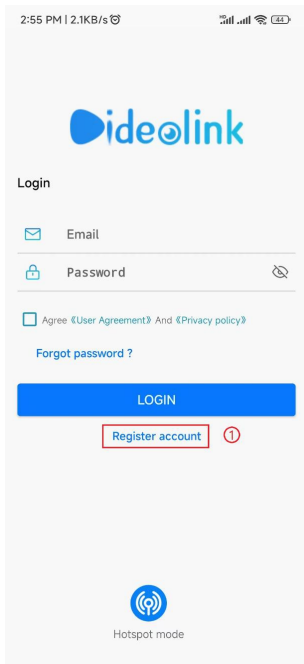 2:55 PM | 2.1KB/s 44
Videolink
Login
Email
Password
Agree 《User Agreement》 And 《Privacy policy》
Forgot password ?
LOGIN
Register account ①
Hotspot mode